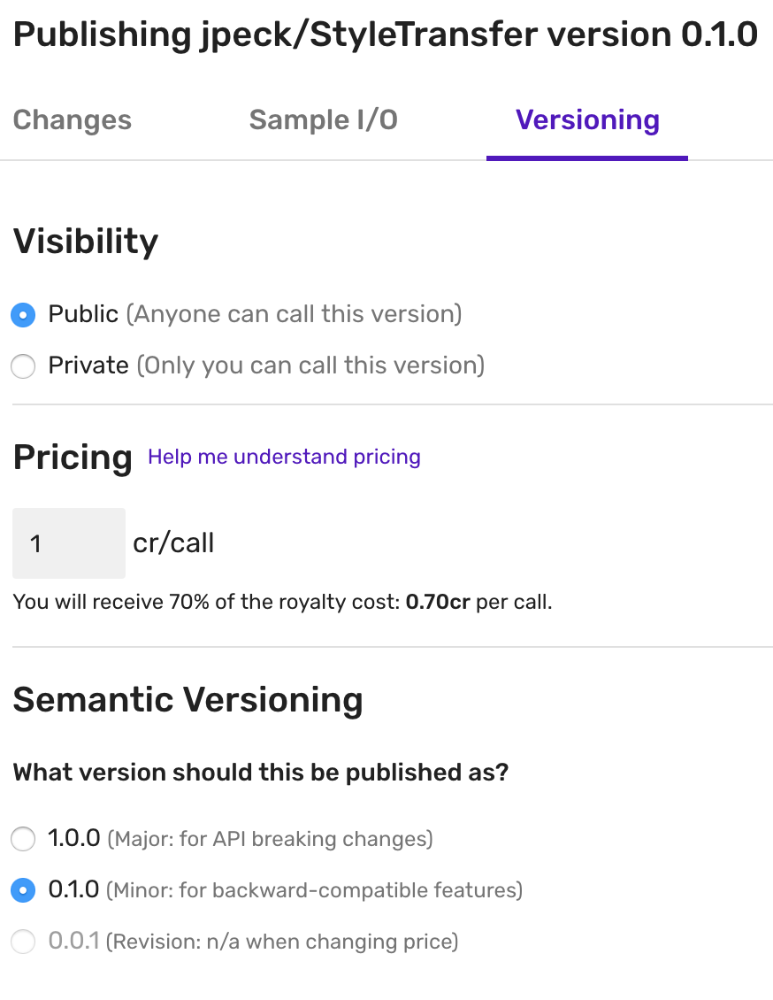 Publishing jpeck/StyleTransfer version 0.1.0
Changes Sample I/O Versioning
Visibility
Public (Anyone can call this version)
Private (Only you can call this version)
Pricing Help me understand pricing
1 cr/call
You will receive 70% of the royalty cost: 0.70cr per call.
Semantic Versioning
What version should this be published as?
1.0.0 (Major: for API breaking changes)
0.1.0 (Minor: for backward-compatible features)
0.0.1 (Revision: n/a when changing price)